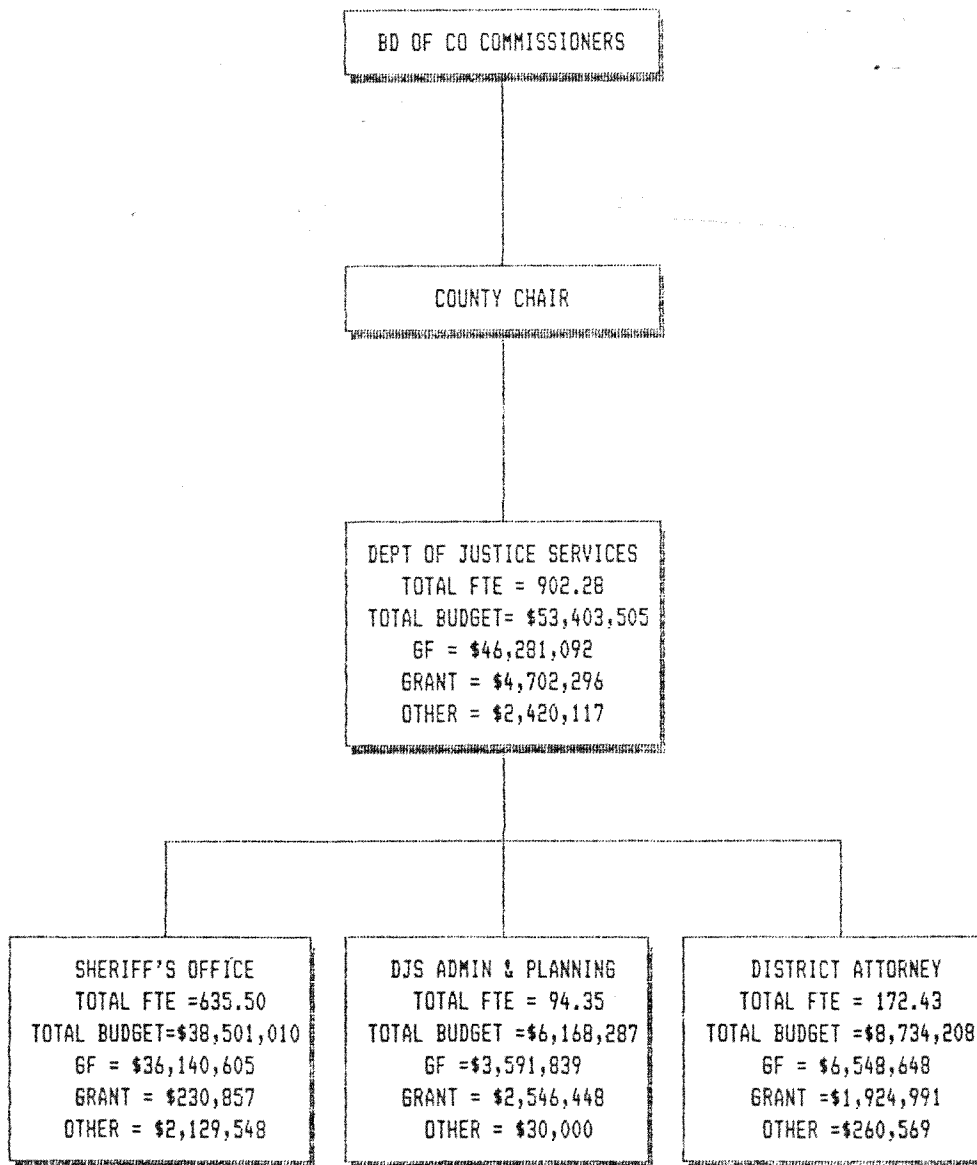 BD OF CO COMMISSIONERS
COUNTY CHAIR
DEPT OF JUSTICE SERVICES
TOTAL FTE = 902.28
TOTAL BUDGET= $53,403,505
GF = $46,281,092
GRANT = $4,702,296
OTHER = $2,420,117
SHERIFF'S OFFICE
TOTAL FTE =635.50
TOTAL BUDGET=$38,501,010
GF = $36,140,605
GRANT = $230,857
OTHER = $2,129,548
DJS ADMIN & PLANNING
TOTAL FTE = 94.35
TOTAL BUDGET =$6,168,287
GF =$3,591,839
GRANT = $2,546,448
OTHER = $30,000
DISTRICT ATTORNEY
TOTAL FTE = 172.43
TOTAL BUDGET =$8,734,208
GF = $6,548,648
GRANT =$1,924,991
OTHER =$260,569